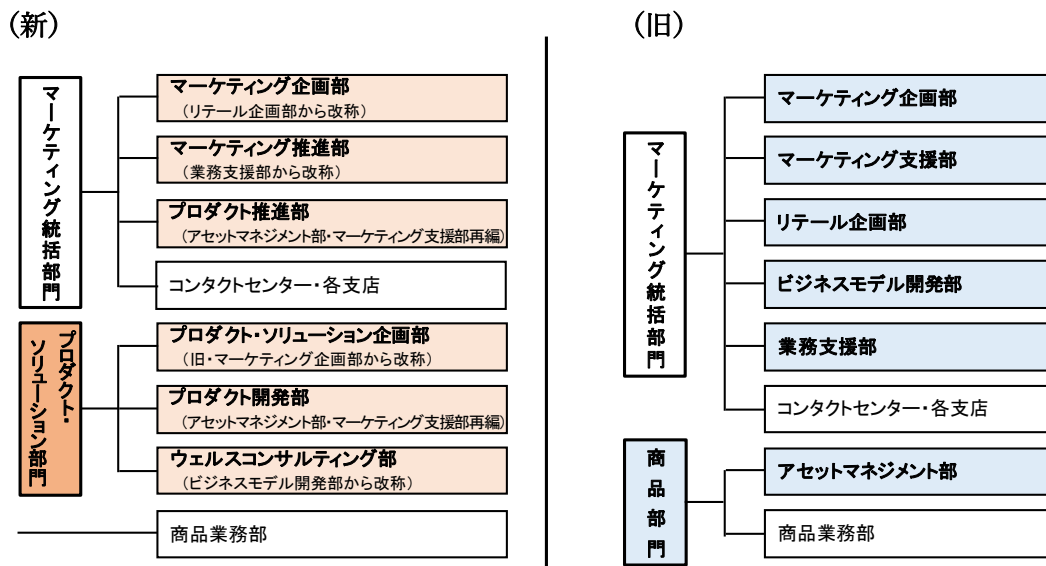 （新）
マーケティング統括部門
マーケティング企画部
（リテール企画部から改称）
マーケティング推進部
（業務支援部から改称）
プロダクト推進部
（アセットマネジメント部・マーケティング支援部再編）
コンタクトセンター・各支店
プロダクト・
ソリューション部門
プロダクト・ソリューション企画部
（旧・マーケティング企画部から改称）
プロダクト開発部
（アセットマネジメント部・マーケティング支援部再編）
ウェルスコンサルティング部
（ビジネスモデル開発部から改称）
商品業務部
（旧）
マーケティング統括部門
マーケティング企画部
マーケティング支援部
リテール企画部
ビジネスモデル開発部
業務支援部
コンタクトセンター・各支店
商品部門
アセットマネジメント部
商品業務部